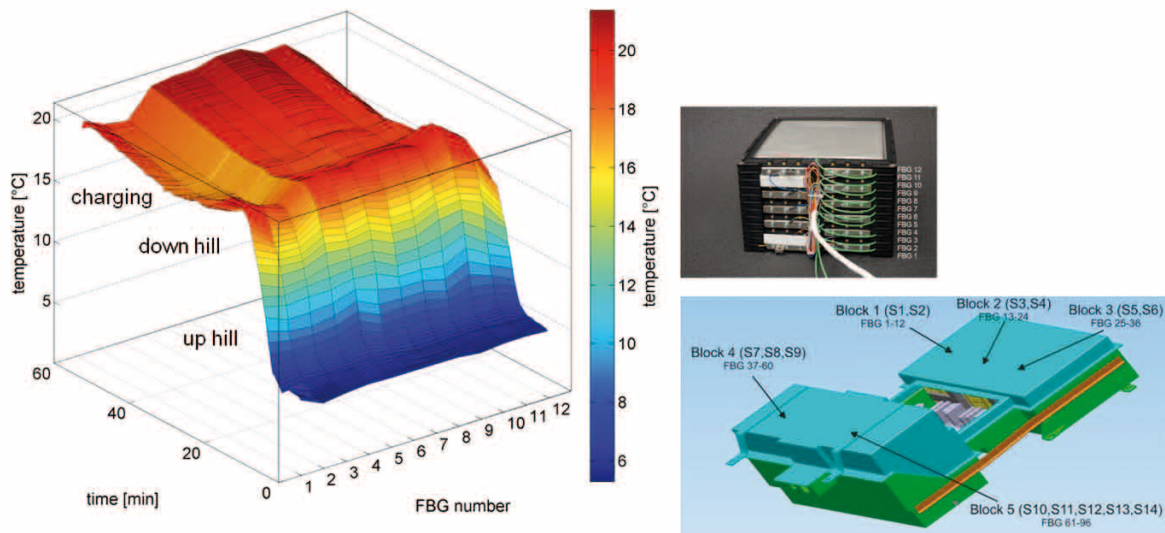 20
15
10
5
temperature [°C]
charging
down hill
up hill
60
40
20
0
time [min]
1 2 3 4 5 6 7 8 9 10 11 12
FBG number
20
18
16
14
12
10
8
6
temperature [°C]
FBG 12
FBG 11
FBG 10
FBG 9
FBG 8
FBG 7
FBG 6
FBG 5
FBG 4
FBG 3
FBG 2
FBG 1
Block 1 (S1,S2)
FBG 1-12
Block 2 (S3,S4)
FBG 13-24
Block 3 (S5,S6)
FBG 25-36
Block 4 (S7,S8,S9)
FBG 37-60
Block 5 (S10,S11,S12,S13,S14)
FBG 61-96